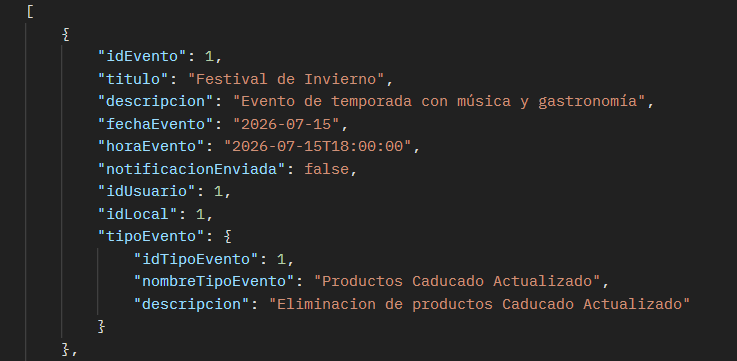 [
{
"idEvento": 1,
"titulo": "Festival de Invierno",
"descripcion": "Evento de temporada con música y gastronomía",
"fechaEvento": "2026-07-15",
"horaEvento": "2026-07-15T18:00:00",
"notificacionEnviada": false,
"idUsuario": 1,
"idLocal": 1,
"tipoEvento": {
"idTipoEvento": 1,
"nombreTipoEvento": "Productos Caducado Actualizado",
"descripcion": "Eliminacion de productos Caducado Actualizado"
}
},